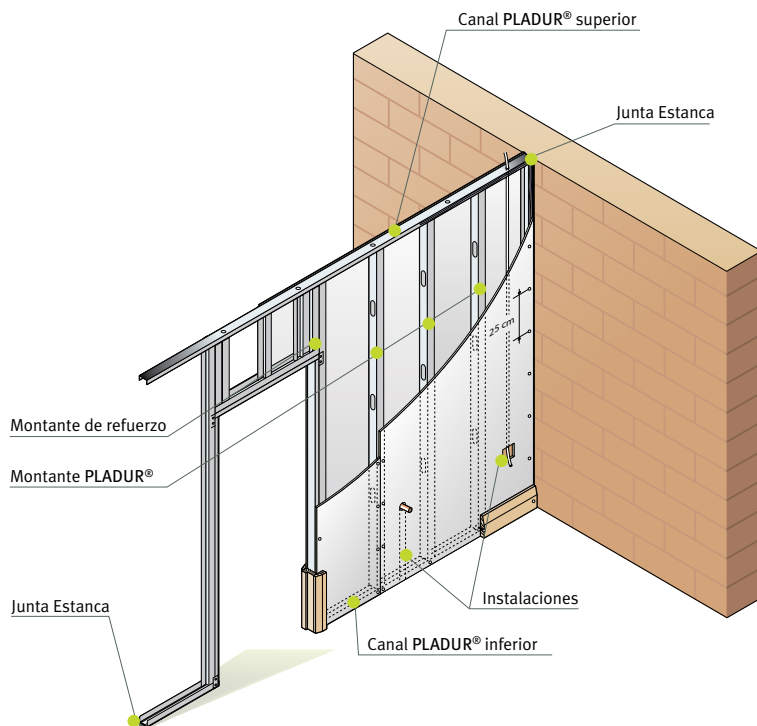 Canal PLADUR® superior
Junta Estanca
25 cm
Montante de refuerzo
Montante PLADUR®
Junta Estanca
Instalaciones
Canal PLADUR® inferior